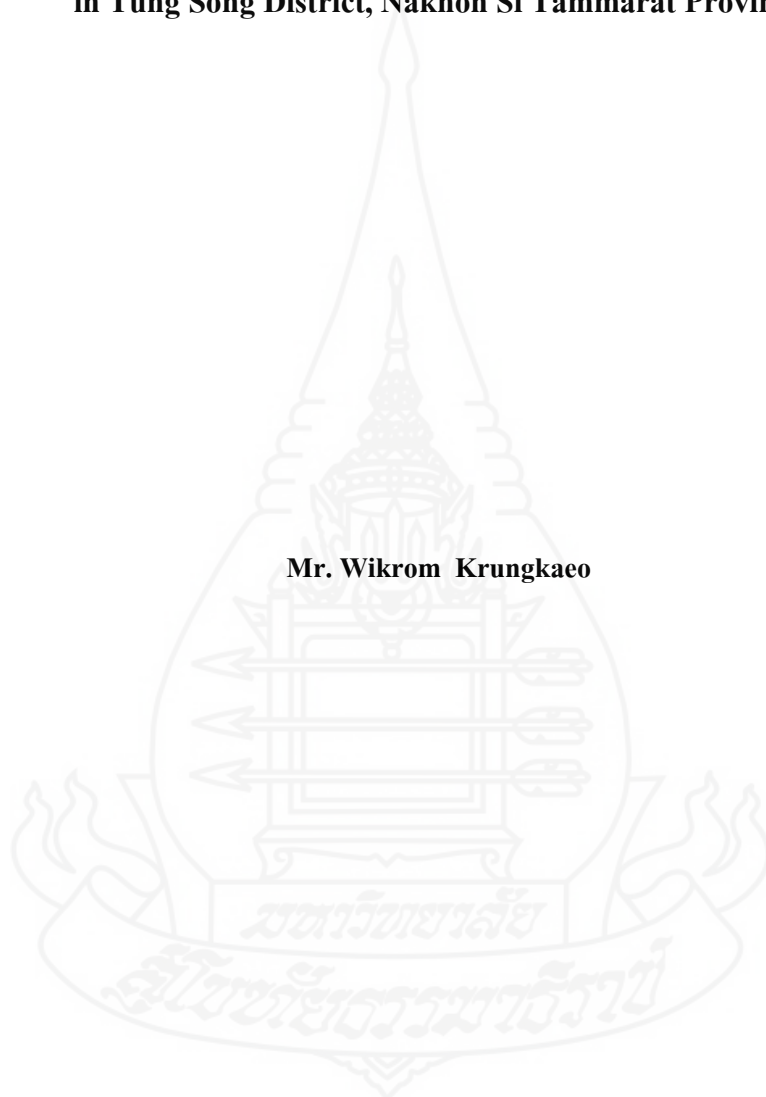 in Tung Song District, Nakhon Si Tammarat Provin
Mr. Wikrom Krungkaeo
มหาวิทยาลัย
สุโขทัยธรรมาธิราช